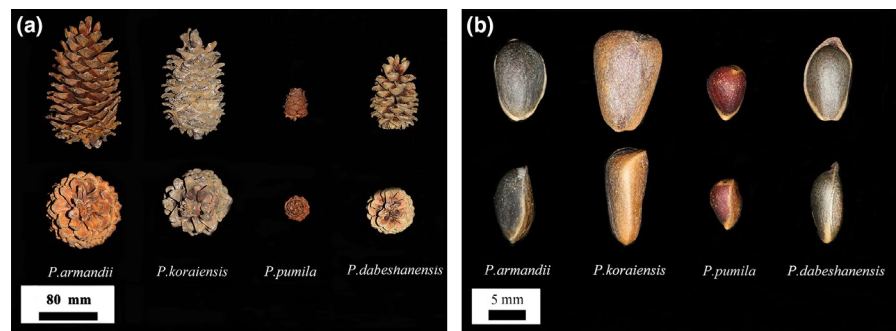 (a)
P.armandii P.koraiensis P.pumila P.dabeshanensis
80 mm
(b)
P.armandii P.koraiensis P.pumila P.dabeshanensis
5 mm